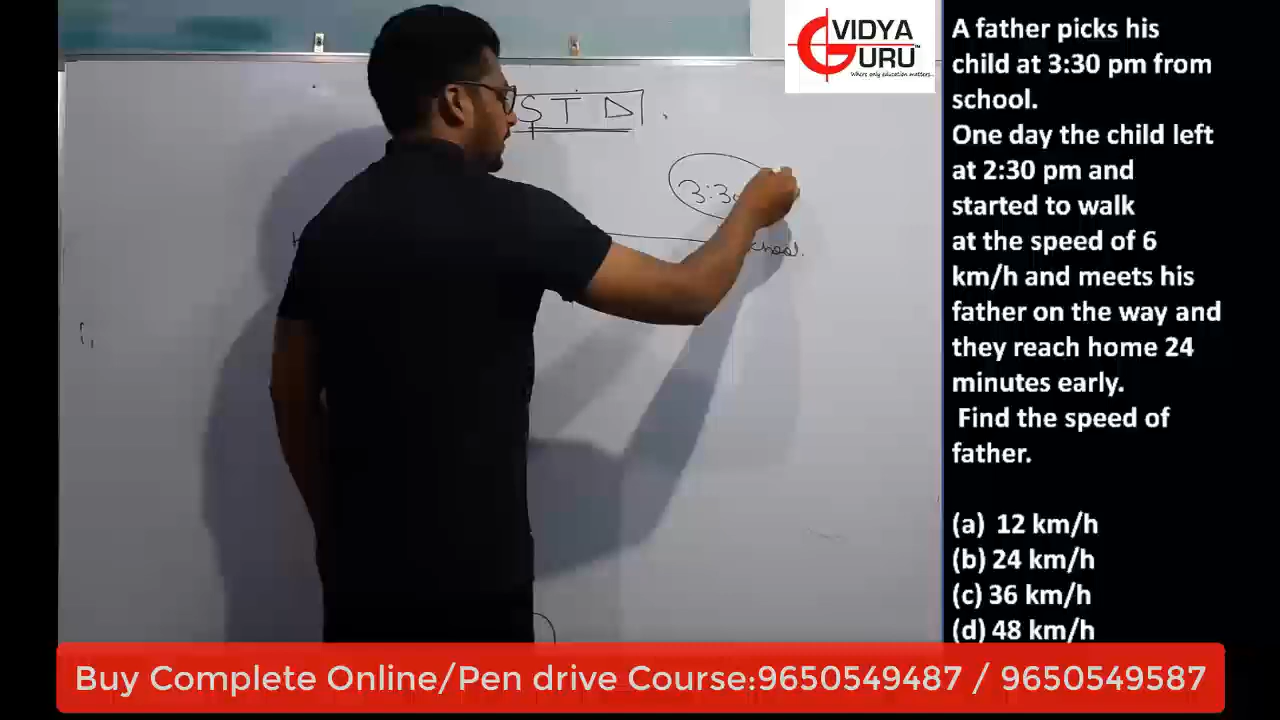 VIDYA
GURU
Where only education matters...
STD
3:30
chool.
A father picks his
child at 3:30 pm from
school.
One day the child left
at 2:30 pm and
started to walk
at the speed of 6
km/h and meets his
father on the way and
they reach home 24
minutes early.
Find the speed of
father.
(a) 12 km/h
(b) 24 km/h
(c) 36 km/h
(d) 48 km/h
Buy Complete Online/Pen drive Course:9650549487 / 9650549587